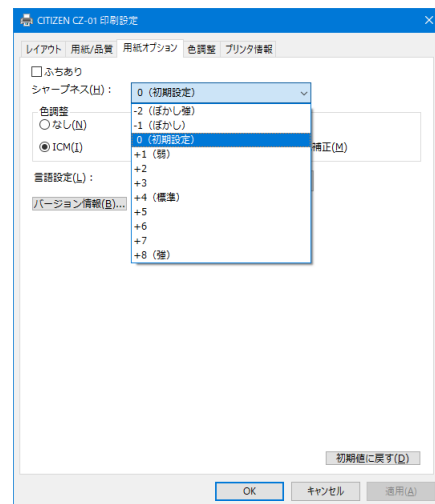 CITIZEN CZ-01 印刷設定
レイアウト 用紙/品質 用紙オプション 色調整 プリンタ情報
ふちあり
シャープネス(H): 0(初期設定)
-2(ぼかし強)
-1(ぼかし)
0(初期設定)
+1(弱)
+2
+3
+4(標準)
+5
+6
+7
+8(強)
色調整
なし(N)
ICM(I) 補正(M)
言語設定(L):
バージョン情報(B)...
初期値に戻す(D)
OK キャンセル 適用(A)